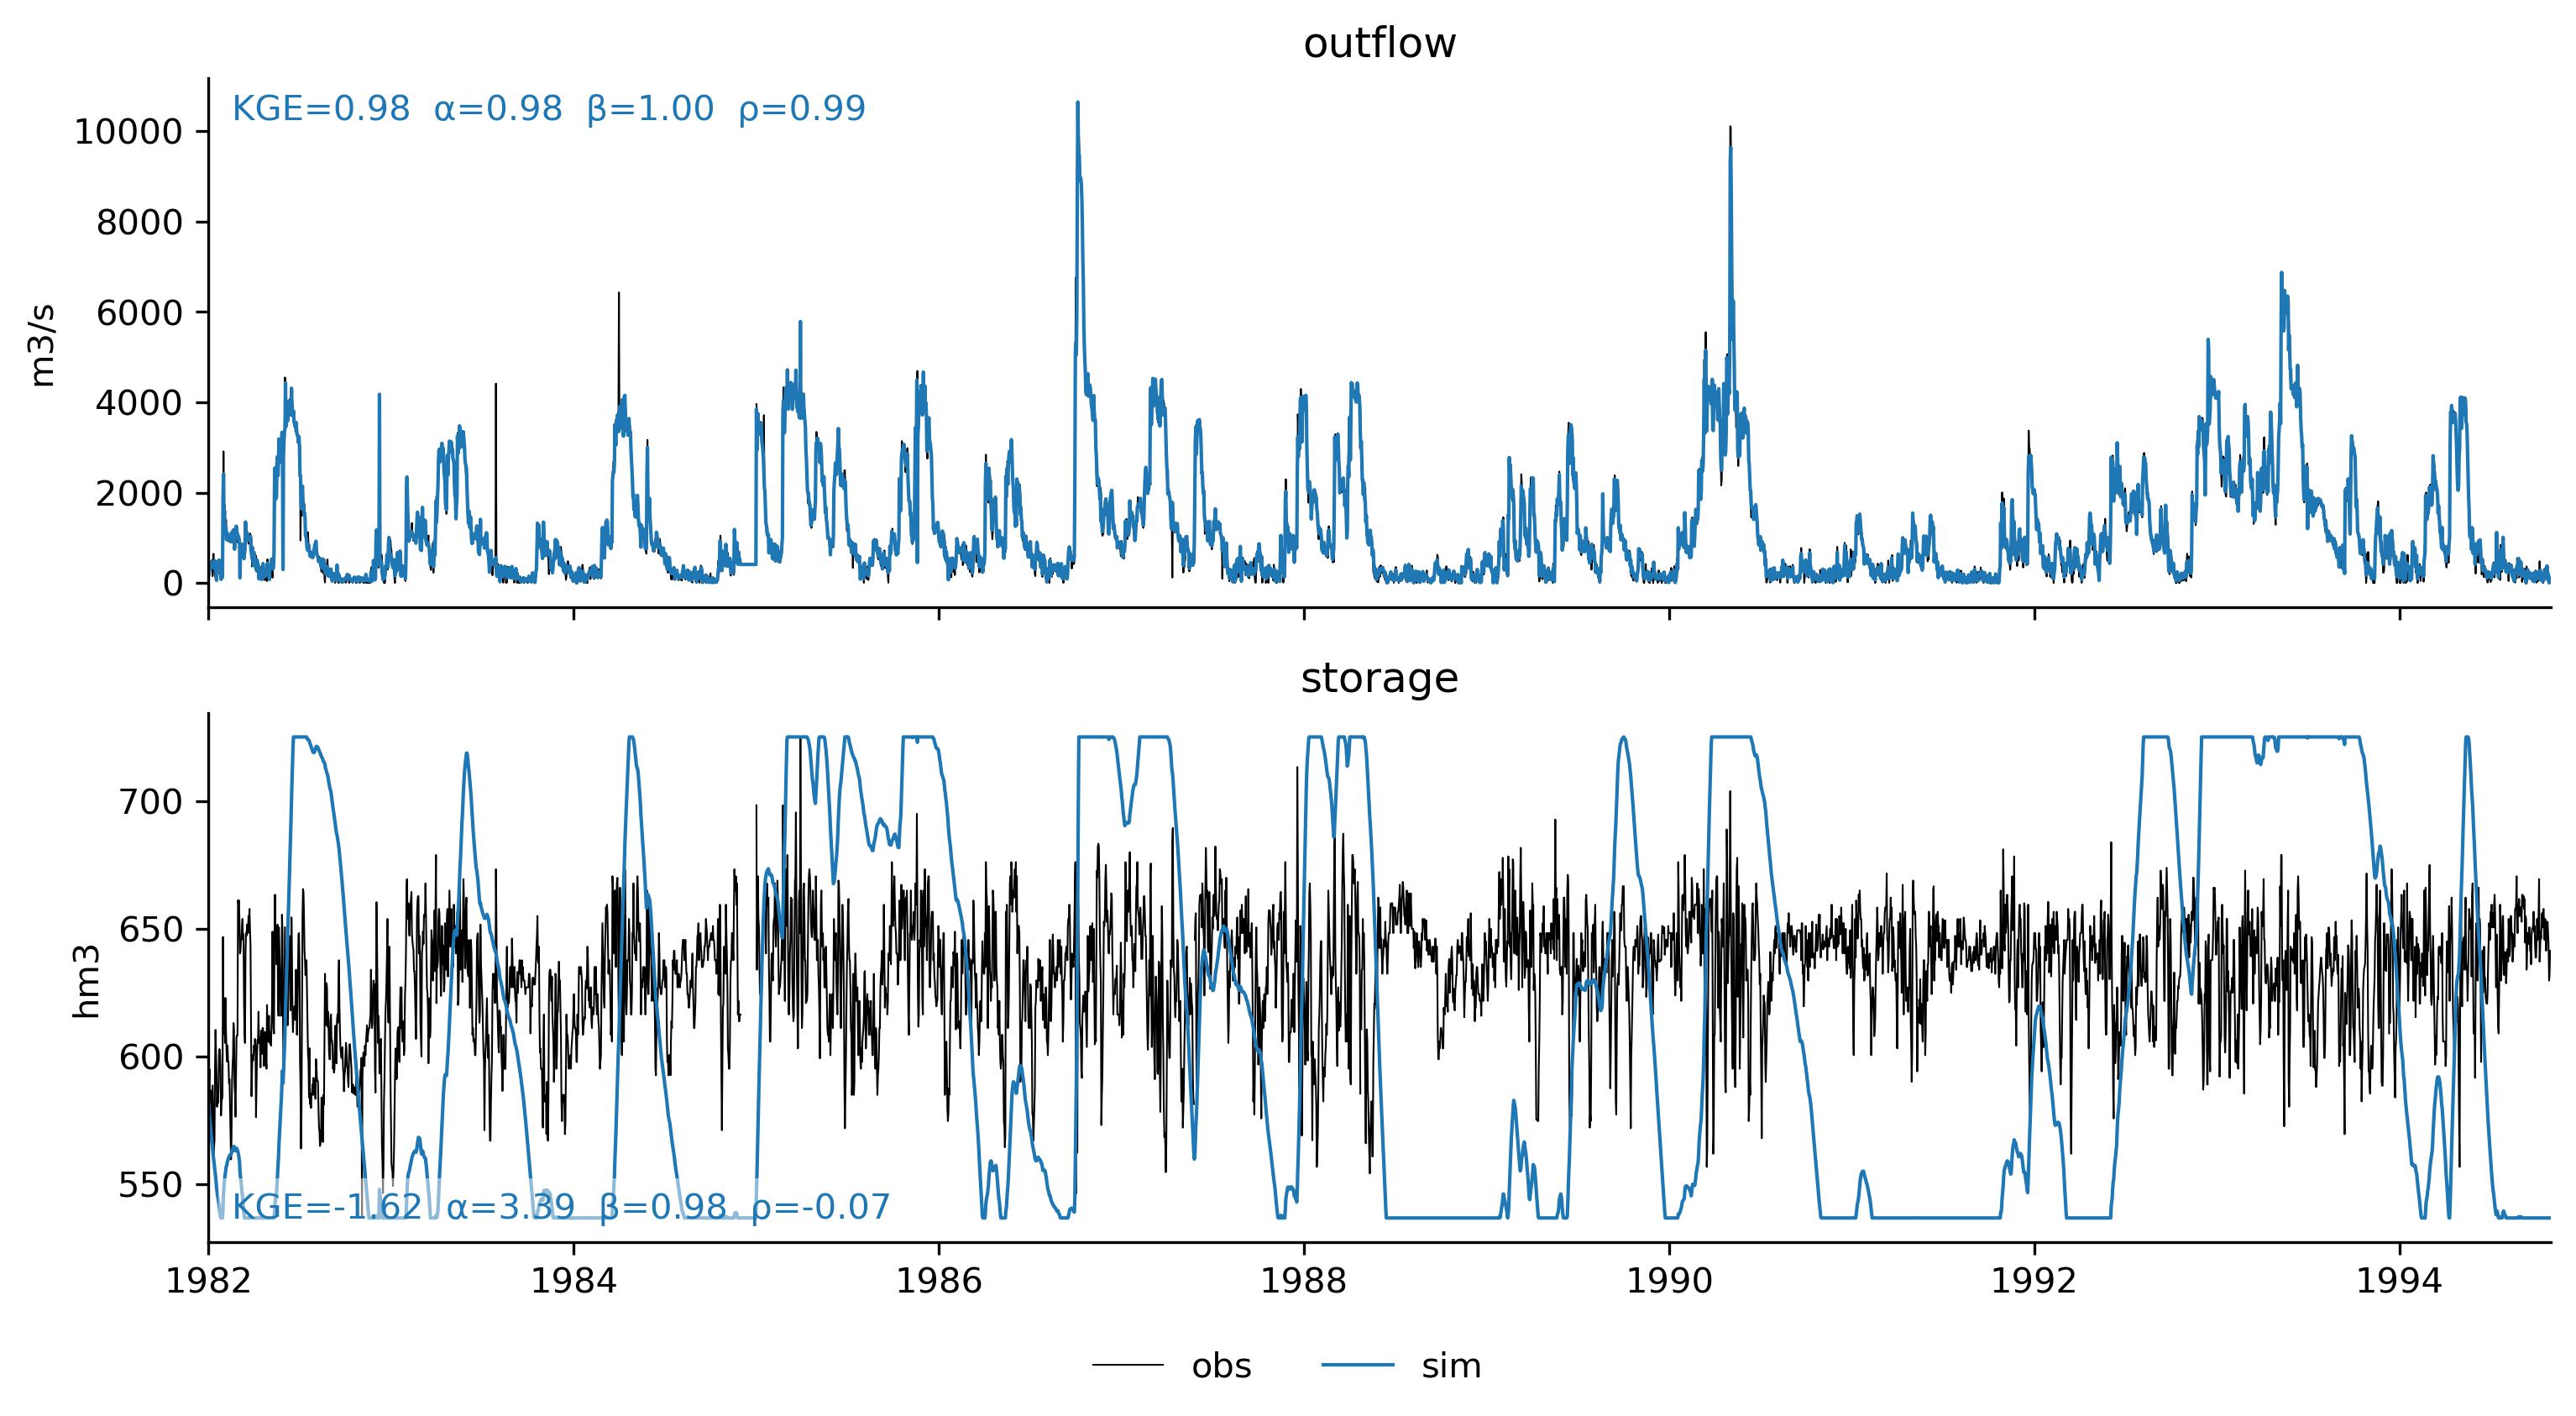 outflow
KGE=0.98 α=0.98 β=1.00 ρ=0.99
10000
8000
6000
4000
2000
0
m3/s
storage
700
650
600
550
hm3
KGE=-1.62 α=3.39 β=0.98 ρ=-0.07
1982 1984 1986 1988 1990 1992 1994
obs sim